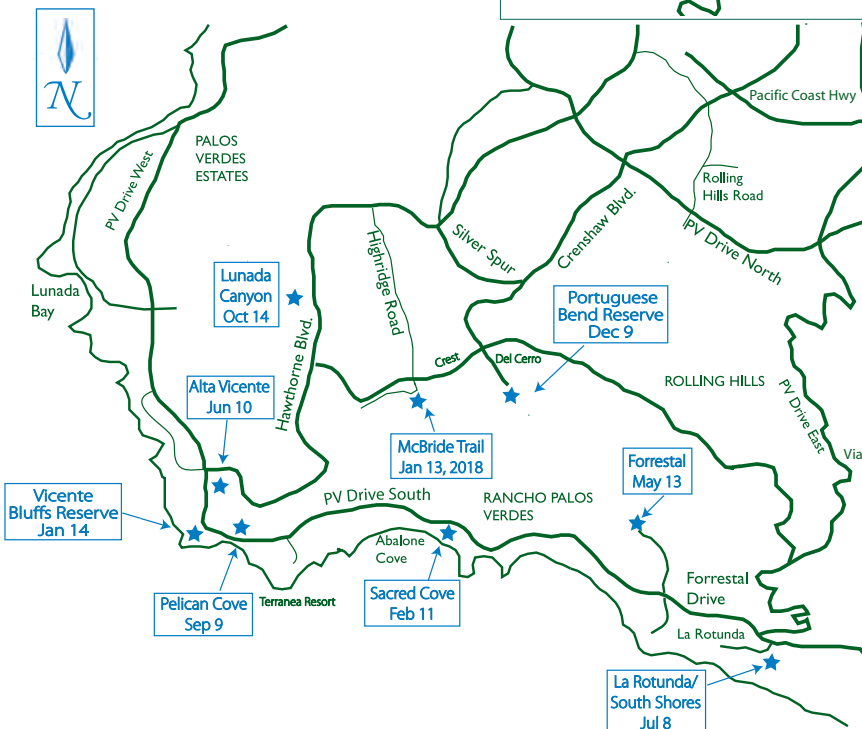 N
PALOS
VERDES
ESTATES
PV Drive West
Pacific Coast Hwy
Rolling
Hills Road
PV Drive North
Crenshaw Blvd.
Silver Spur
Highridge Road
Lunada
Bay
Lunada
Canyon
Oct 14
Hawthorne Blvd.
Portuguese
Bend Reserve
Dec 9
Crest
Del Cerro
ROLLING HILLS
PV Drive East
Via
Alta Vicente
Jun 10
McBride Trail
Jan 13, 2018
Forrestal
May 13
Vicente
Bluffs Reserve
Jan 14
PV Drive South
RANCHO PALOS
VERDES
Abalone
Cove
Pelican Cove
Sep 9
Terranea Resort
Sacred Cove
Feb 11
Forrestal
Drive
La Rotunda
La Rotunda/
South Shores
Jul 8